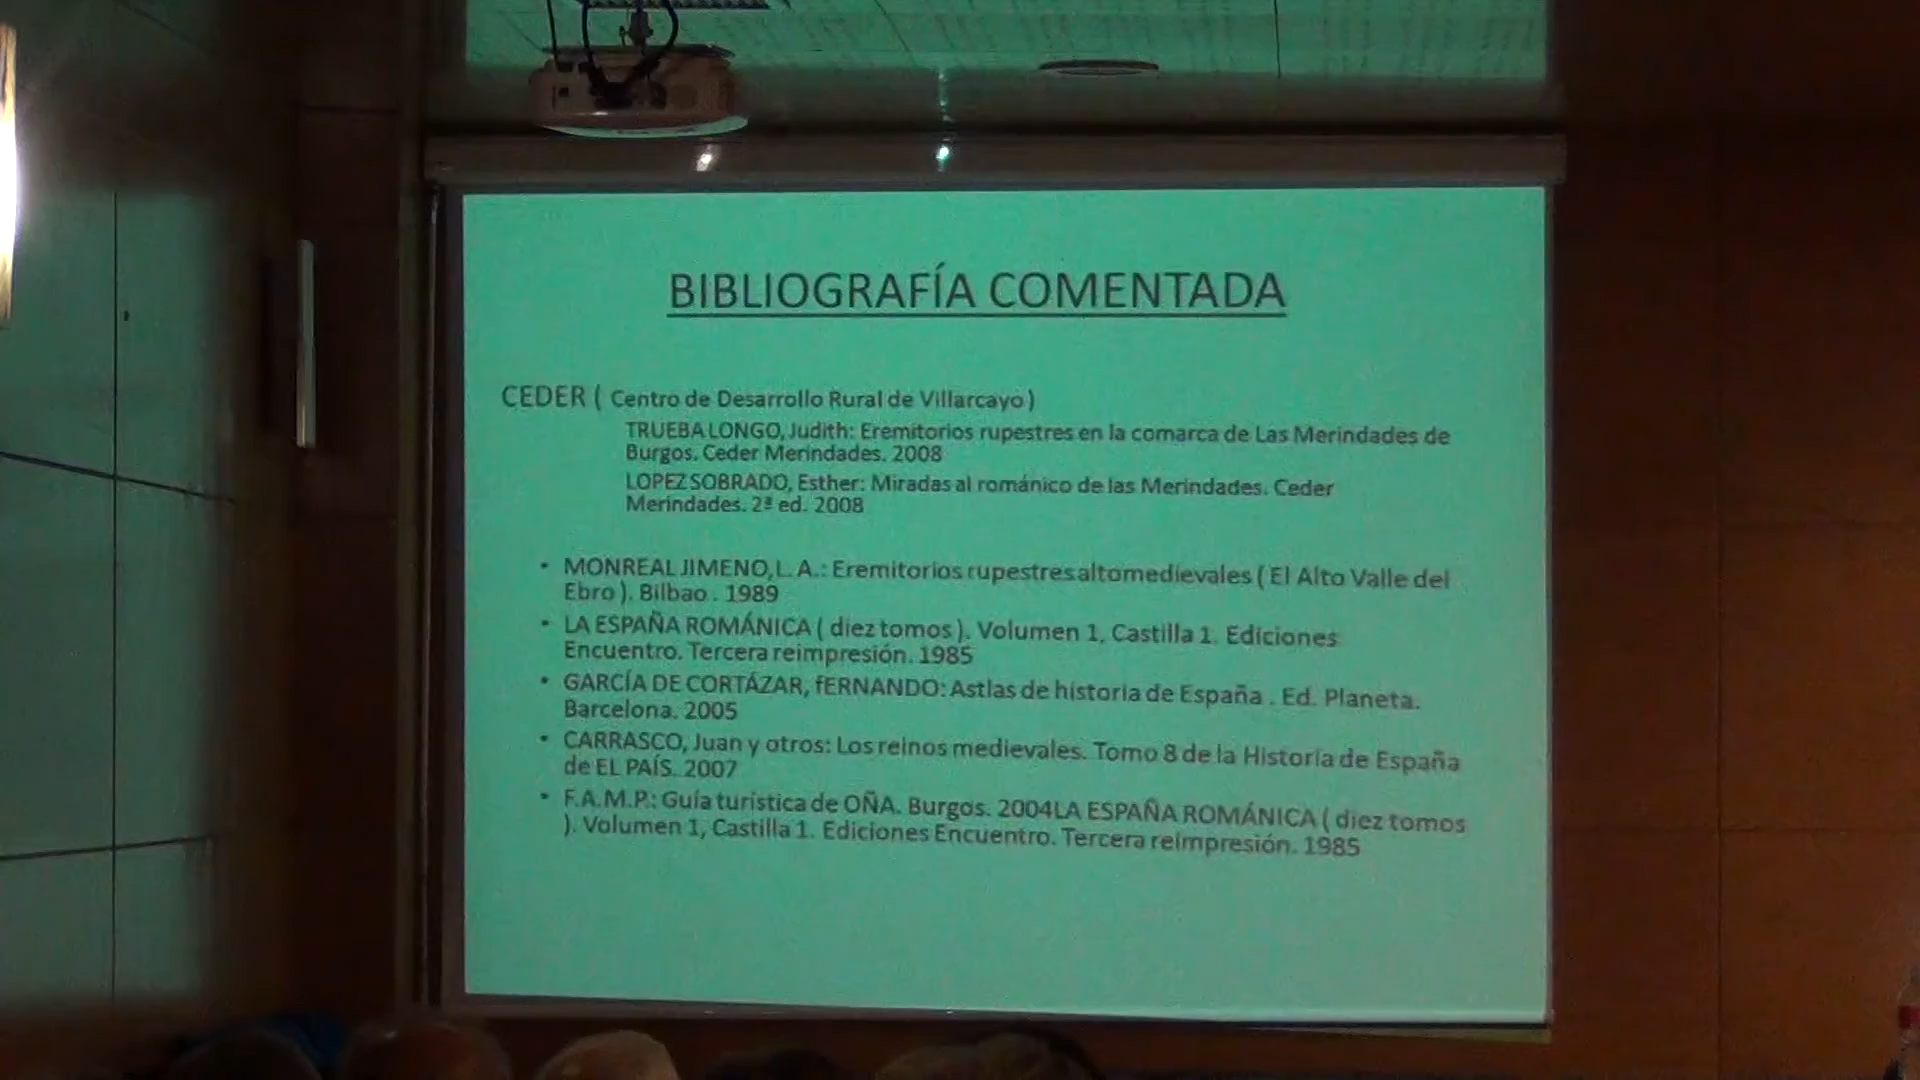 BIBLIOGRAFÍA COMENTADA
CEDER ( Centro de Desarrollo Rural de Villarcayo )
TRUEBA LONGO, Judith: Eremitorios rupestres en la comarca de Las Merindades de
Burgos. Ceder Merindades. 2008
LOPEZ SOBRADO, Esther: Miradas al románico de las Merindades. Ceder
Merindades. 2ª ed. 2008
• MONREAL JIMENO, L. A.: Eremitorios rupestres altomedievales ( El Alto Valle del
Ebro ). Bilbao . 1989
• LA ESPAÑA ROMÁNICA ( diez tomos ). Volumen 1, Castilla 1. Ediciones
Encuentro. Tercera reimpresión. 1985
• GARCÍA DE CORTÁZAR, fERNANDO: Astlas de historia de España . Ed. Planeta.
Barcelona. 2005
• CARRASCO, Juan y otros: Los reinos medievales. Tomo 8 de la Historia de España
de EL PAÍS. 2007
• F.A.M.P.: Guía turística de OÑA. Burgos. 2004LA ESPAÑA ROMÁNICA ( diez tomos
). Volumen 1, Castilla 1. Ediciones Encuentro. Tercera reimpresión. 1985